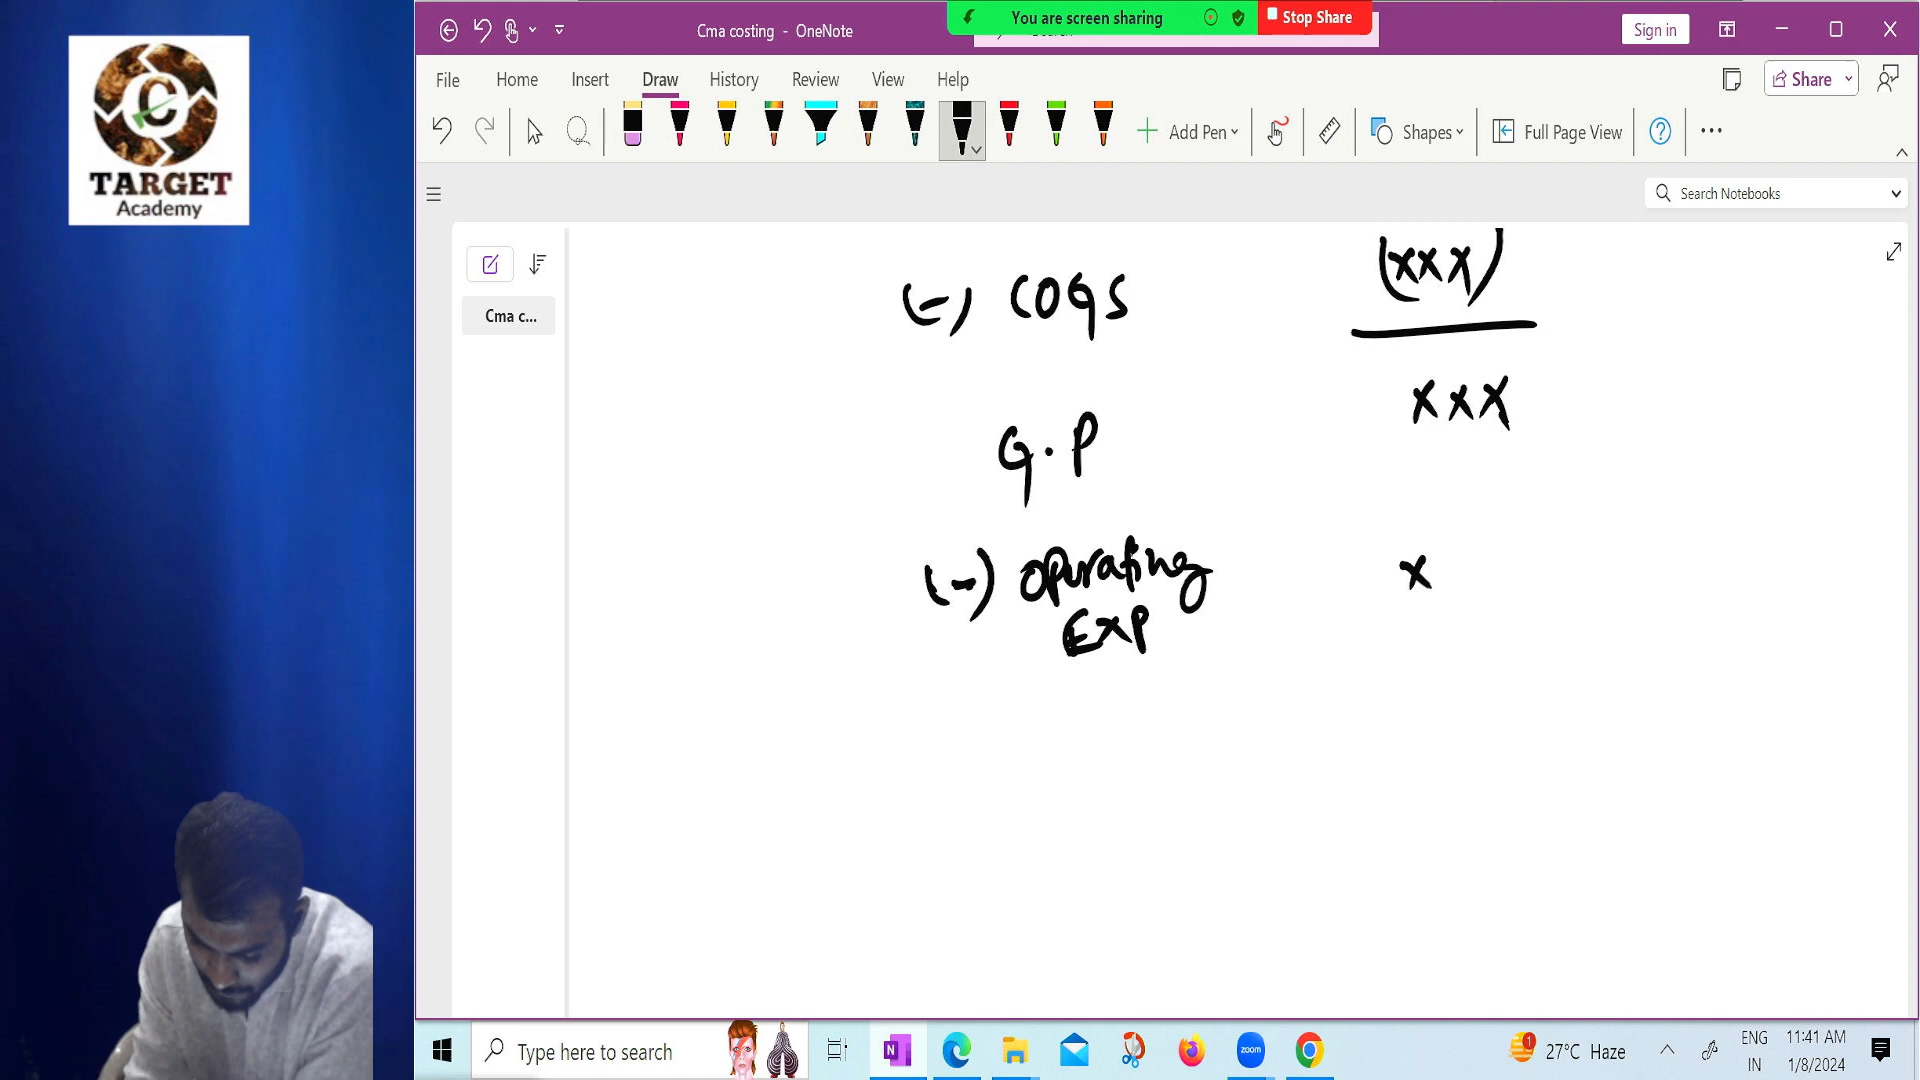 You are screen sharing
Stop Share
Cma costing - OneNote
Sign in
File Home Insert Draw History Review View Help
Share
Add Pen
Shapes
Full Page View
Search Notebooks
Cma c...
C
TARGET
Academy
(-) COGS (xxx)
xxx
G.P
(-) Operating x
EXP
Type here to search
zoom
1
27°C Haze
ENG
IN
11:41 AM
1/8/2024